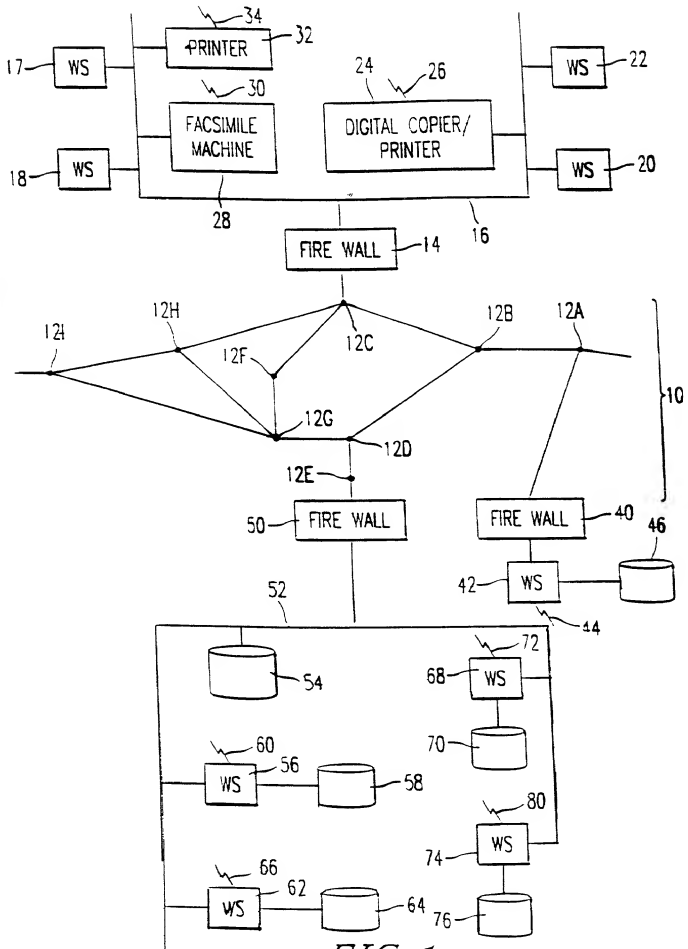 34
PRINTER
32
17
WS
30
FACSIMILE
MACHINE
28
18
WS
24
26
DIGITAL COPIER/
PRINTER
WS
22
WS
20
16
FIRE WALL
14
12I
12H
12C
12B
12A
12F
12G
12D
12E
10
50
FIRE WALL
FIRE WALL
40
46
42
WS
44
52
54
72
68
WS
70
60
56
WS
58
80
WS
74
76
66
62
WS
64